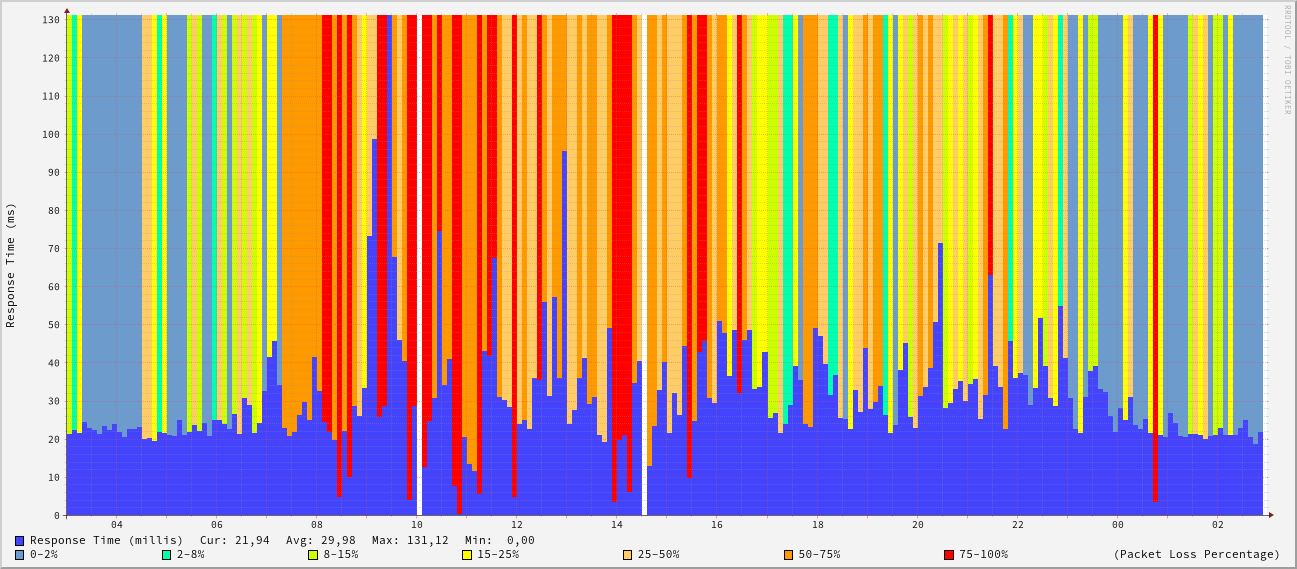 130
120
110
100
90
80
70
60
50
40
30
20
10
0
Response Time (ms)
04 06 08 10 12 14 16 18 20 22 00 02
RRDTOOL / TOBI OETIKER
Response Time (millis) Cur: 21,94 Avg: 29,98 Max: 131,12 Min: 0,00
0-2% 2-8% 8-15% 15-25% 25-50% 50-75% 75-100% (Packet Loss Percentage)